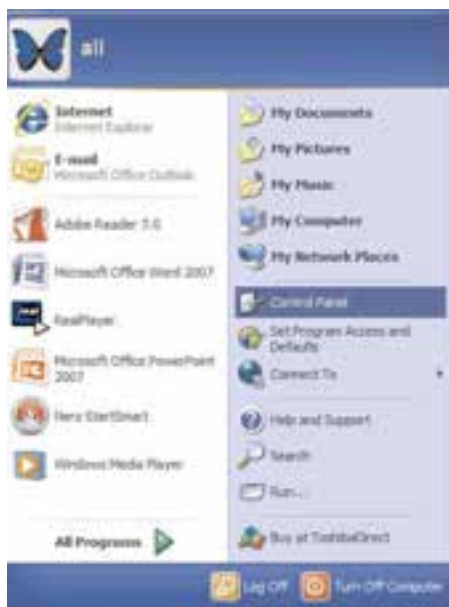 all
Internet
Internet Explorer
E-mail
Microsoft Office Outlook
Adobe Reader 7.0
Microsoft Office Word 2007
RealPlayer
Microsoft Office PowerPoint
2007
Nero StartSmart
Windows Media Player
All Programs
My Documents
My Pictures
My Music
My Computer
My Network Places
Control Panel
Set Program Access and
Defaults
Connect To
Help and Support
Search
Run...
Buy at ToshibaDirect
Log Off
Turn Off Computer